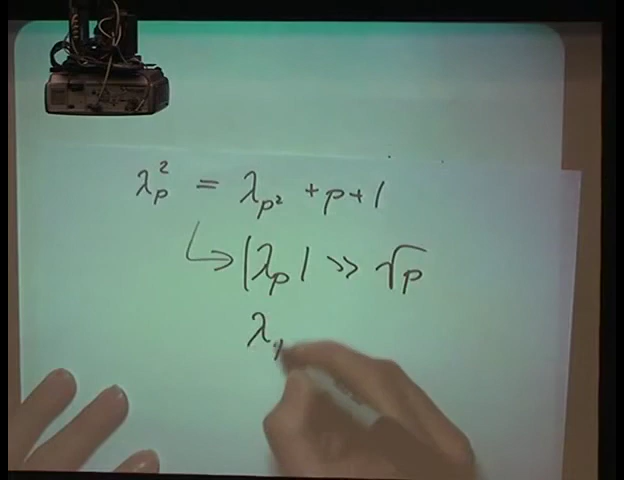 λ_p^2 = λ_{p^2} + p + 1
↳ |λ_p| >> √p
λ